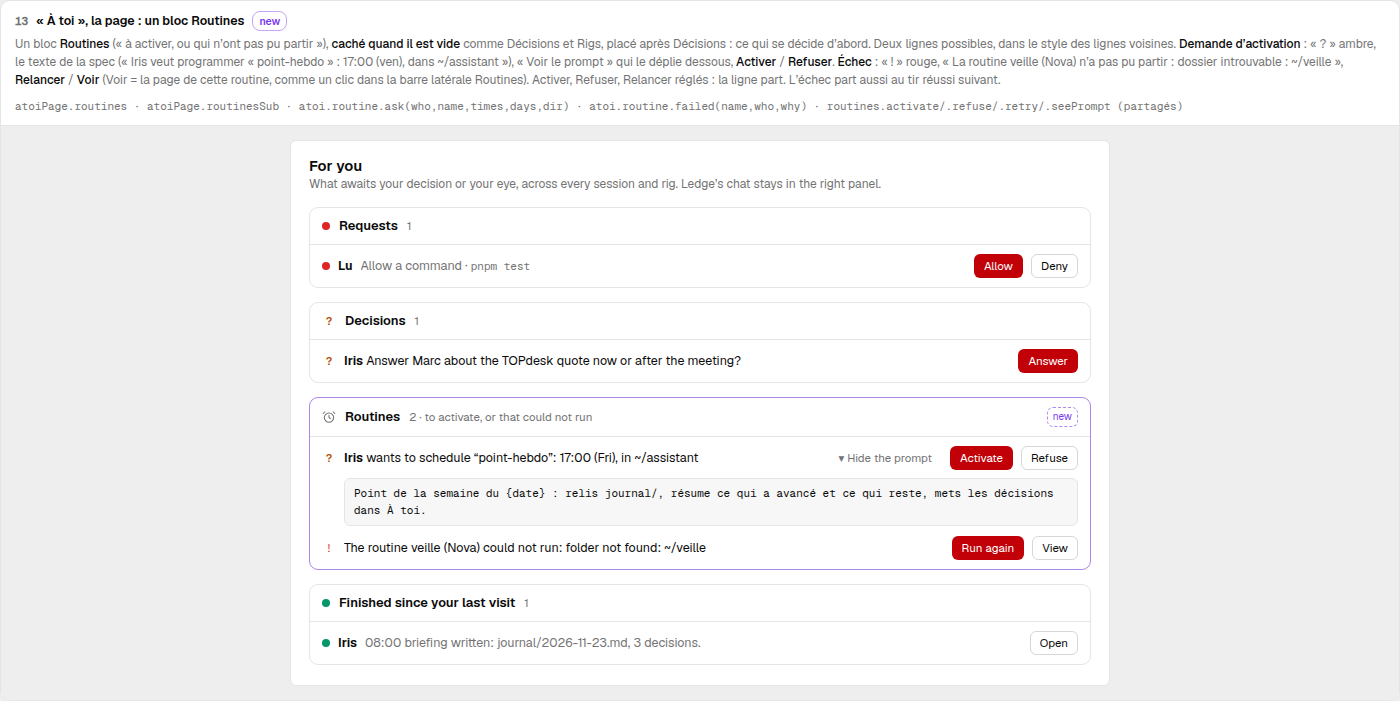 13 « À toi », la page : un bloc Routines new
Un bloc Routines (« à activer, ou qui n'ont pas pu partir »), caché quand il est vide comme Décisions et Rigs, placé après Décisions : ce qui se décide d'abord. Deux lignes possibles, dans le style des lignes voisines. Demande d'activation : « ? » ambre,
le texte de la spec (« Iris veut programmer « point-hebdo » : 17:00 (ven), dans ~/assistant »), « Voir le prompt » qui le déplie dessous, Activer / Refuser. Échec : « ! » rouge, « La routine veille (Nova) n'a pas pu partir : dossier introuvable : ~/veille »,
Relancer / Voir (Voir = la page de cette routine, comme un clic dans la barre latérale Routines). Activer, Refuser, Relancer réglés : la ligne part. L'échec part aussi au tir réussi suivant.
atoiPage.routines · atoiPage.routinesSub · atoi.routine.ask(who,name,times,days,dir) · atoi.routine.failed(name,who,why) · routines.activate/.refuse/.retry/.seePrompt (partagés)
For you
What awaits your decision or your eye, across every session and rig. Ledge's chat stays in the right panel.
Requests 1
Lu Allow a command · pnpm test Allow Deny
? Decisions 1
? Iris Answer Marc about the TOPdesk quote now or after the meeting? Answer
Routines 2 · to activate, or that could not run new
? Iris wants to schedule “point-hebdo”: 17:00 (Fri), in ~/assistant ▾ Hide the prompt Activate Refuse
Point de la semaine du {date} : relis journal/, résume ce qui a avancé et ce qui reste, mets les décisions
dans À toi.
! The routine veille (Nova) could not run: folder not found: ~/veille Run again View
Finished since your last visit 1
Iris 08:00 briefing written: journal/2026-11-23.md, 3 decisions. Open